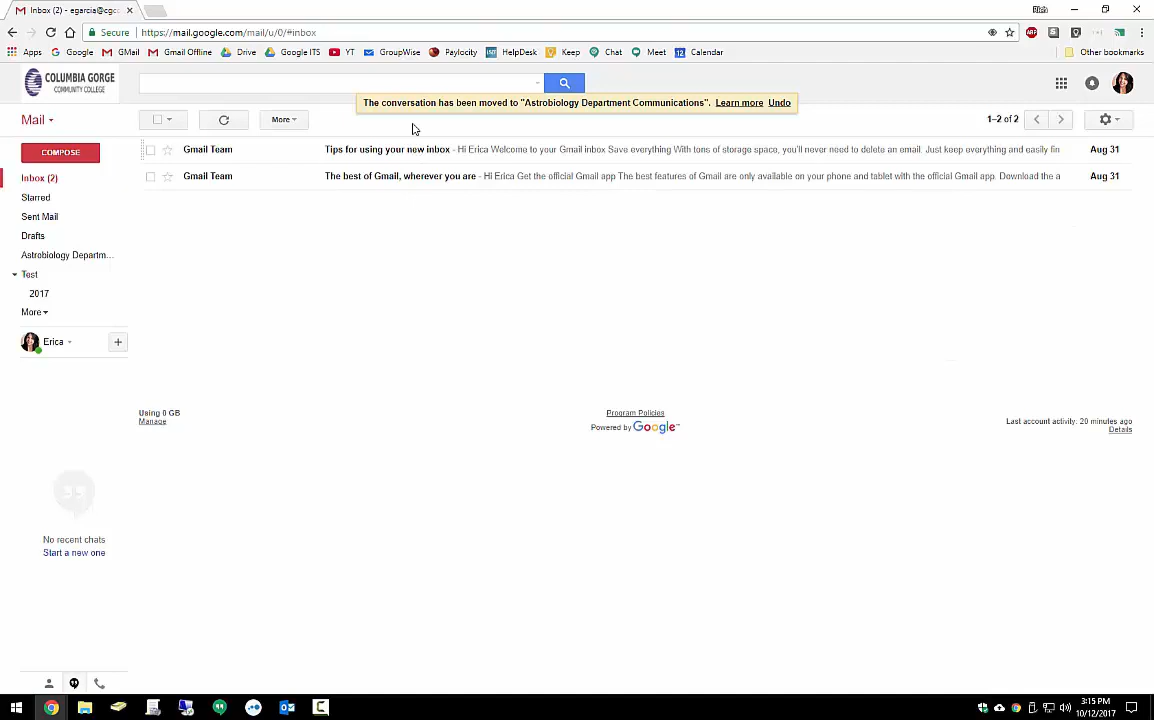 Inbox (2) - egarcia@cgc
Secure
https://mail.google.com/mail/u/0/#inbox
Apps
Google
GMail
Gmail Offline
Drive
Google ITS
YT
GroupWise
Paylocity
HelpDesk
Keep
Chat
Meet
12 Calendar
Other bookmarks
COLUMBIA GORGE
COMMUNITY COLLEGE
The conversation has been moved to "Astrobiology Department Communications". Learn more Undo
Mail
More
1–2 of 2
COMPOSE
Gmail Team Tips for using your new inbox - Hi Erica Welcome to your Gmail inbox Save everything With tons of storage space, you'll never need to delete an email. Just keep everything and easily fin Aug 31
Inbox (2)
Gmail Team The best of Gmail, wherever you are - Hi Erica Get the official Gmail app The best features of Gmail are only available on your phone and tablet with the official Gmail app. Download the a Aug 31
Starred
Sent Mail
Drafts
Astrobiology Departm...
Test
2017
More
Erica
Using 0 GB
Manage
Program Policies
Powered by Google™
Last account activity: 20 minutes ago
Details
No recent chats
Start a new one
3:15 PM
10/12/2017